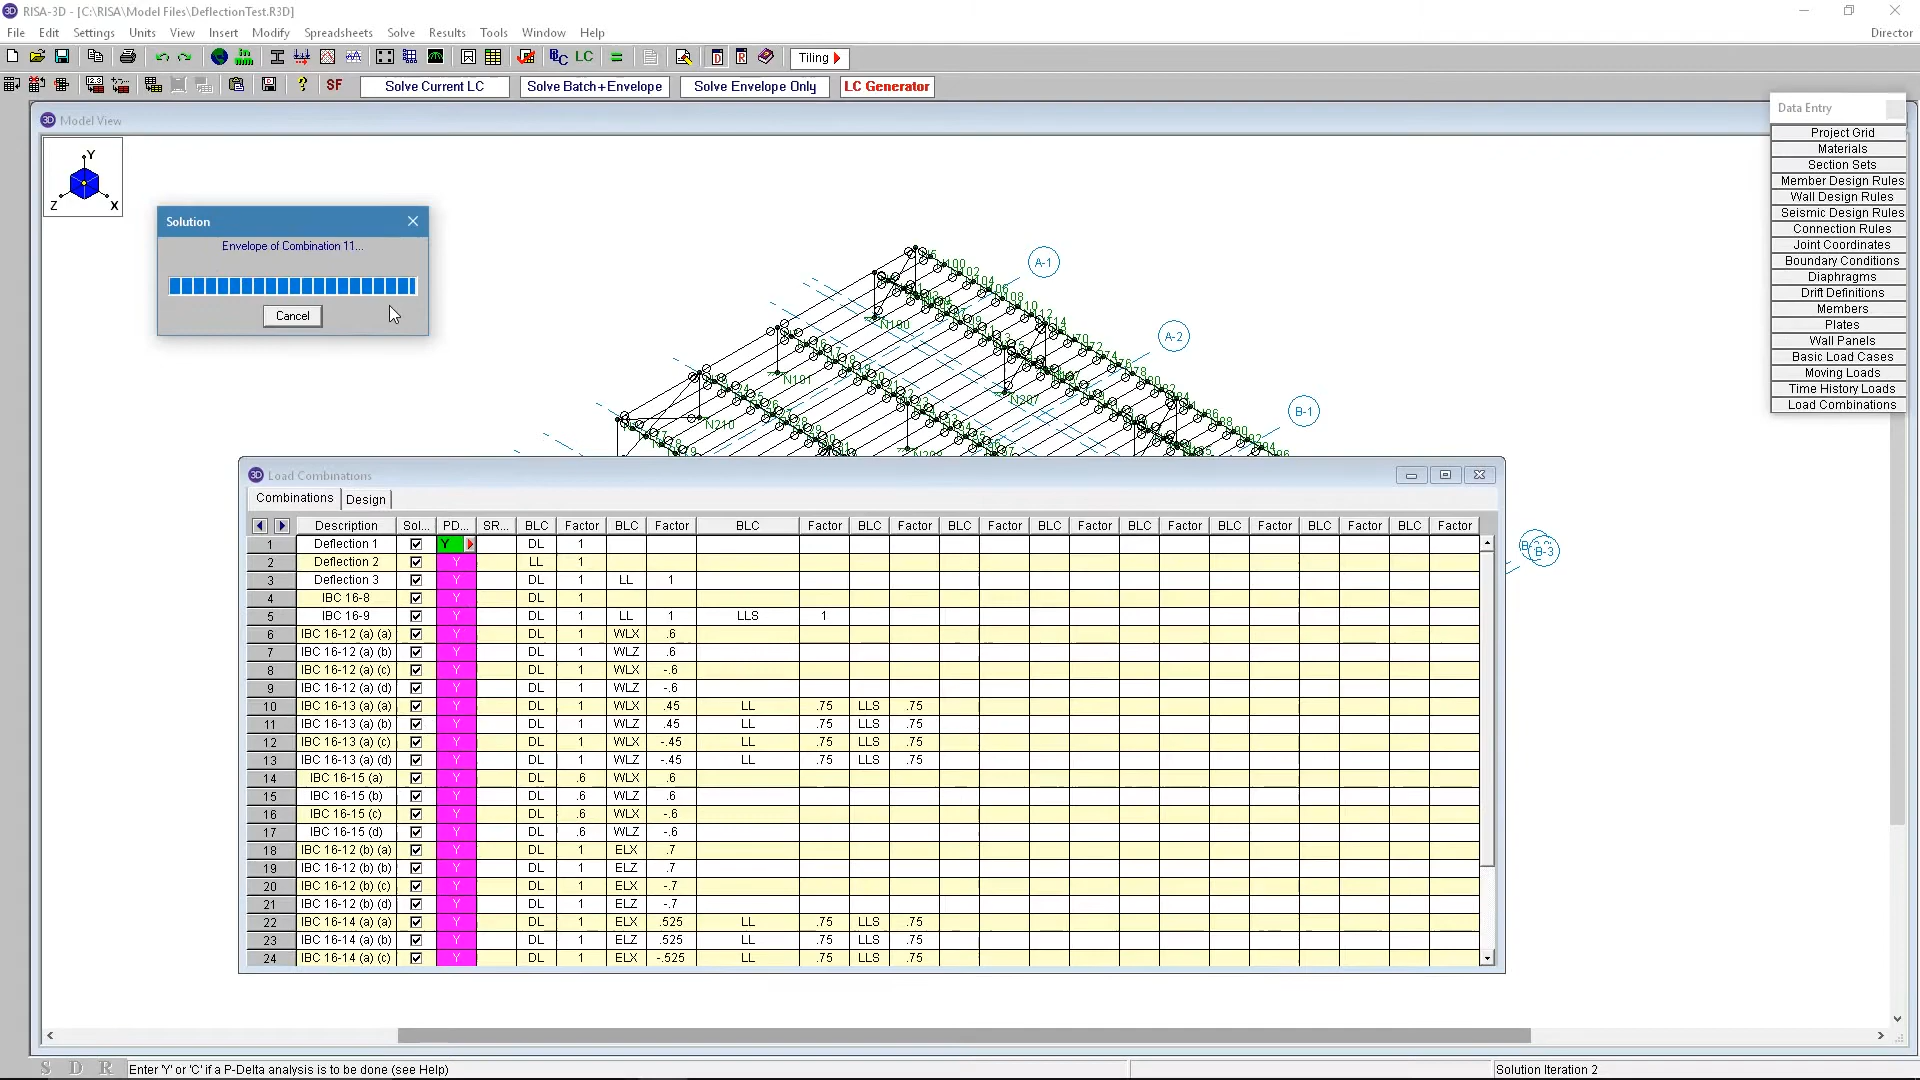 RISA-3D - [C:\RISA\Model Files\DeflectionTest.R3D]
File Edit Settings Units View Insert Modify Spreadsheets Solve Results Tools Window Help Director
Tiling
Solve Current LC Solve Batch+Envelope Solve Envelope Only LC Generator
Model View
Data Entry
Project Grid
Materials
Section Sets
Member Design Rules
Wall Design Rules
Seismic Design Rules
Connection Rules
Joint Coordinates
Boundary Conditions
Diaphragms
Drift Definitions
Members
Plates
Wall Panels
Basic Load Cases
Moving Loads
Time History Loads
Load Combinations
Y
Z X
Solution
Envelope of Combination 11...
Cancel
A-1
A-2
B-1
B-3
N190
N191
N207
N210
Load Combinations
Combinations Design
Description Sol... PD... SR... BLC Factor BLC Factor BLC Factor BLC Factor BLC Factor BLC Factor BLC Factor BLC Factor BLC Factor BLC Factor
1 Deflection 1 Y DL 1
2 Deflection 2 Y LL 1
3 Deflection 3 Y DL 1 LL 1
4 IBC 16-8 Y DL 1
5 IBC 16-9 Y DL 1 LL 1 LLS 1
6 IBC 16-12 (a) (a) Y DL 1 WLX .6
7 IBC 16-12 (a) (b) Y DL 1 WLZ .6
8 IBC 16-12 (a) (c) Y DL 1 WLX -.6
9 IBC 16-12 (a) (d) Y DL 1 WLZ -.6
10 IBC 16-13 (a) (a) Y DL 1 WLX .45 LL .75 LLS .75
11 IBC 16-13 (a) (b) Y DL 1 WLZ .45 LL .75 LLS .75
12 IBC 16-13 (a) (c) Y DL 1 WLX -.45 LL .75 LLS .75
13 IBC 16-13 (a) (d) Y DL 1 WLZ -.45 LL .75 LLS .75
14 IBC 16-15 (a) Y DL .6 WLX .6
15 IBC 16-15 (b) Y DL .6 WLZ .6
16 IBC 16-15 (c) Y DL .6 WLX -.6
17 IBC 16-15 (d) Y DL .6 WLZ -.6
18 IBC 16-12 (b) (a) Y DL 1 ELX .7
19 IBC 16-12 (b) (b) Y DL 1 ELZ .7
20 IBC 16-12 (b) (c) Y DL 1 ELX -.7
21 IBC 16-12 (b) (d) Y DL 1 ELZ -.7
22 IBC 16-14 (a) (a) Y DL 1 ELX .525 LL .75 LLS .75
23 IBC 16-14 (a) (b) Y DL 1 ELZ .525 LL .75 LLS .75
24 IBC 16-14 (a) (c) Y DL 1 ELX -.525 LL .75 LLS .75
S D R Enter 'Y' or 'C' if a P-Delta analysis is to be done (see Help) Solution Iteration 2